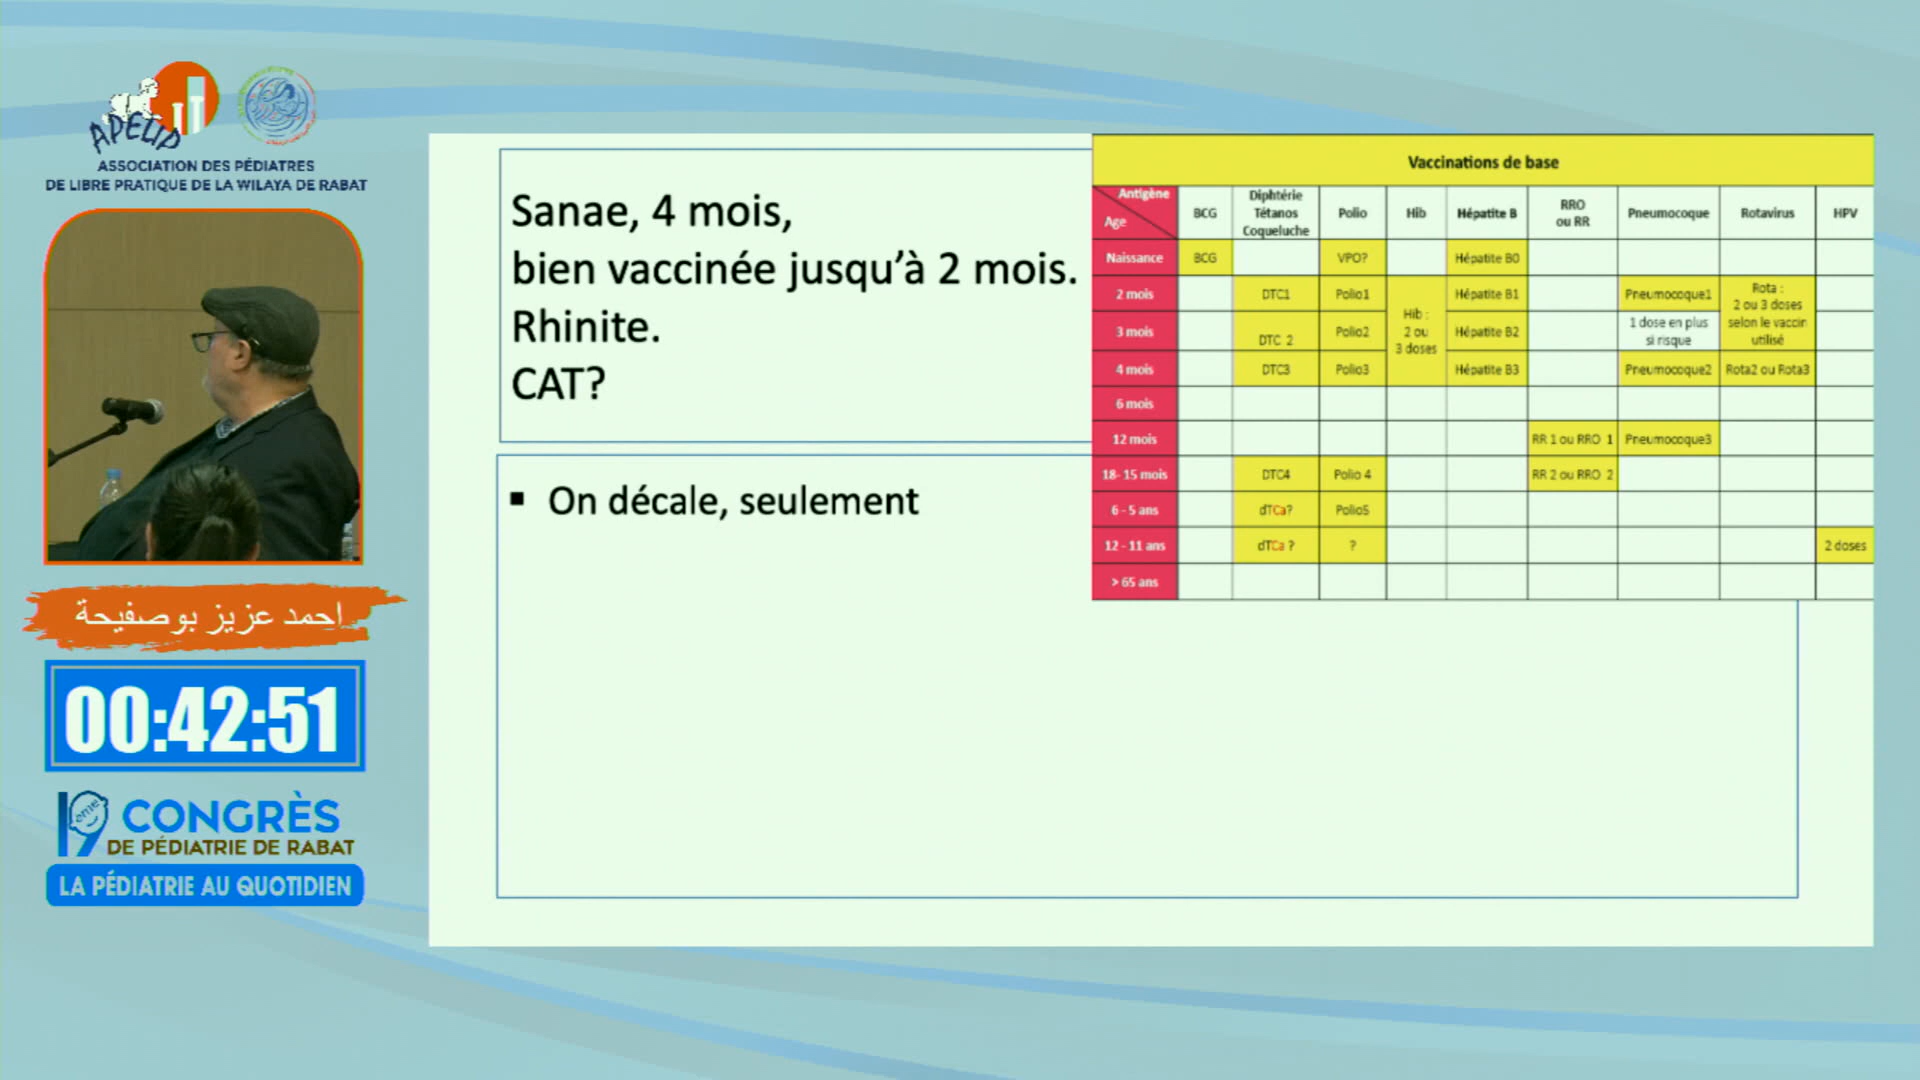 APELIP
ASSOCIATION DES PÉDIATRES
DE LIBRE PRATIQUE DE LA WILAYA DE RABAT
احمد عزيز بوصفيحة
00:42:51
19eme CONGRÈS
DE PÉDIATRIE DE RABAT
LA PÉDIATRIE AU QUOTIDIEN
Sanae, 4 mois,
bien vaccinée jusqu’à 2 mois.
Rhinite.
CAT?
▪ On décale, seulement
Vaccinations de base
Antigène
Age
BCG
Diphtérie
Tétanos
Coqueluche
Polio
Hib
Hépatite B
RRO
ou RR
Pneumocoque
Rotavirus
HPV
Naissance BCG VPO? Hépatite B0
2 mois DTC1 Polio1 Hépatite B1 Pneumocoque1
Hib :
2 ou
3 doses
Rota :
2 ou 3 doses
selon le vaccin
utilisé
3 mois DTC 2 Polio2 Hépatite B2
1 dose en plus
si risque
4 mois DTC3 Polio3 Hépatite B3 Pneumocoque2 Rota2 ou Rota3
6 mois
12 mois RR 1 ou RRO 1 Pneumocoque3
18- 15 mois DTC4 Polio 4 RR 2 ou RRO 2
6 - 5 ans dTCa? Polio5
12 - 11 ans dTCa ? ? 2 doses
> 65 ans